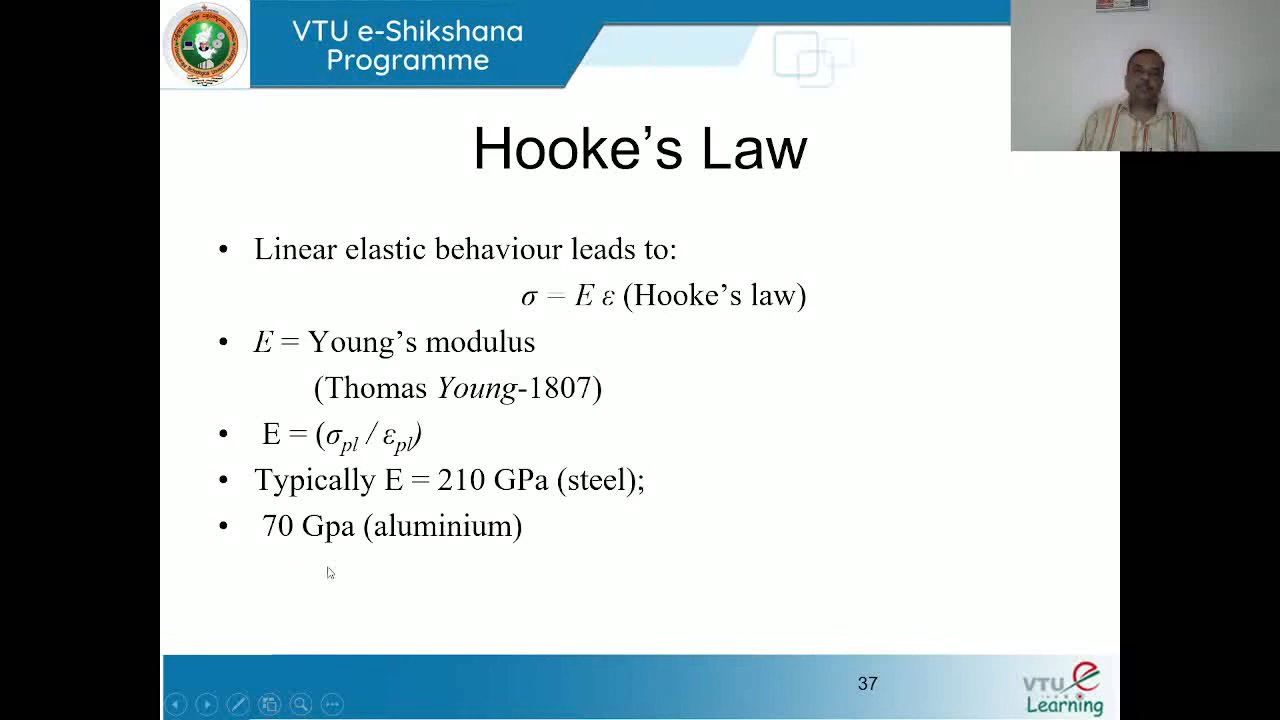 VTU e-Shikshana
Programme
Hooke’s Law
• Linear elastic behaviour leads to:
σ = E ε (Hooke’s law)
• E = Young’s modulus
(Thomas Young-1807)
• E = (σpl / εpl)
• Typically E = 210 GPa (steel);
• 70 Gpa (aluminium)
37
VTU e
Learning